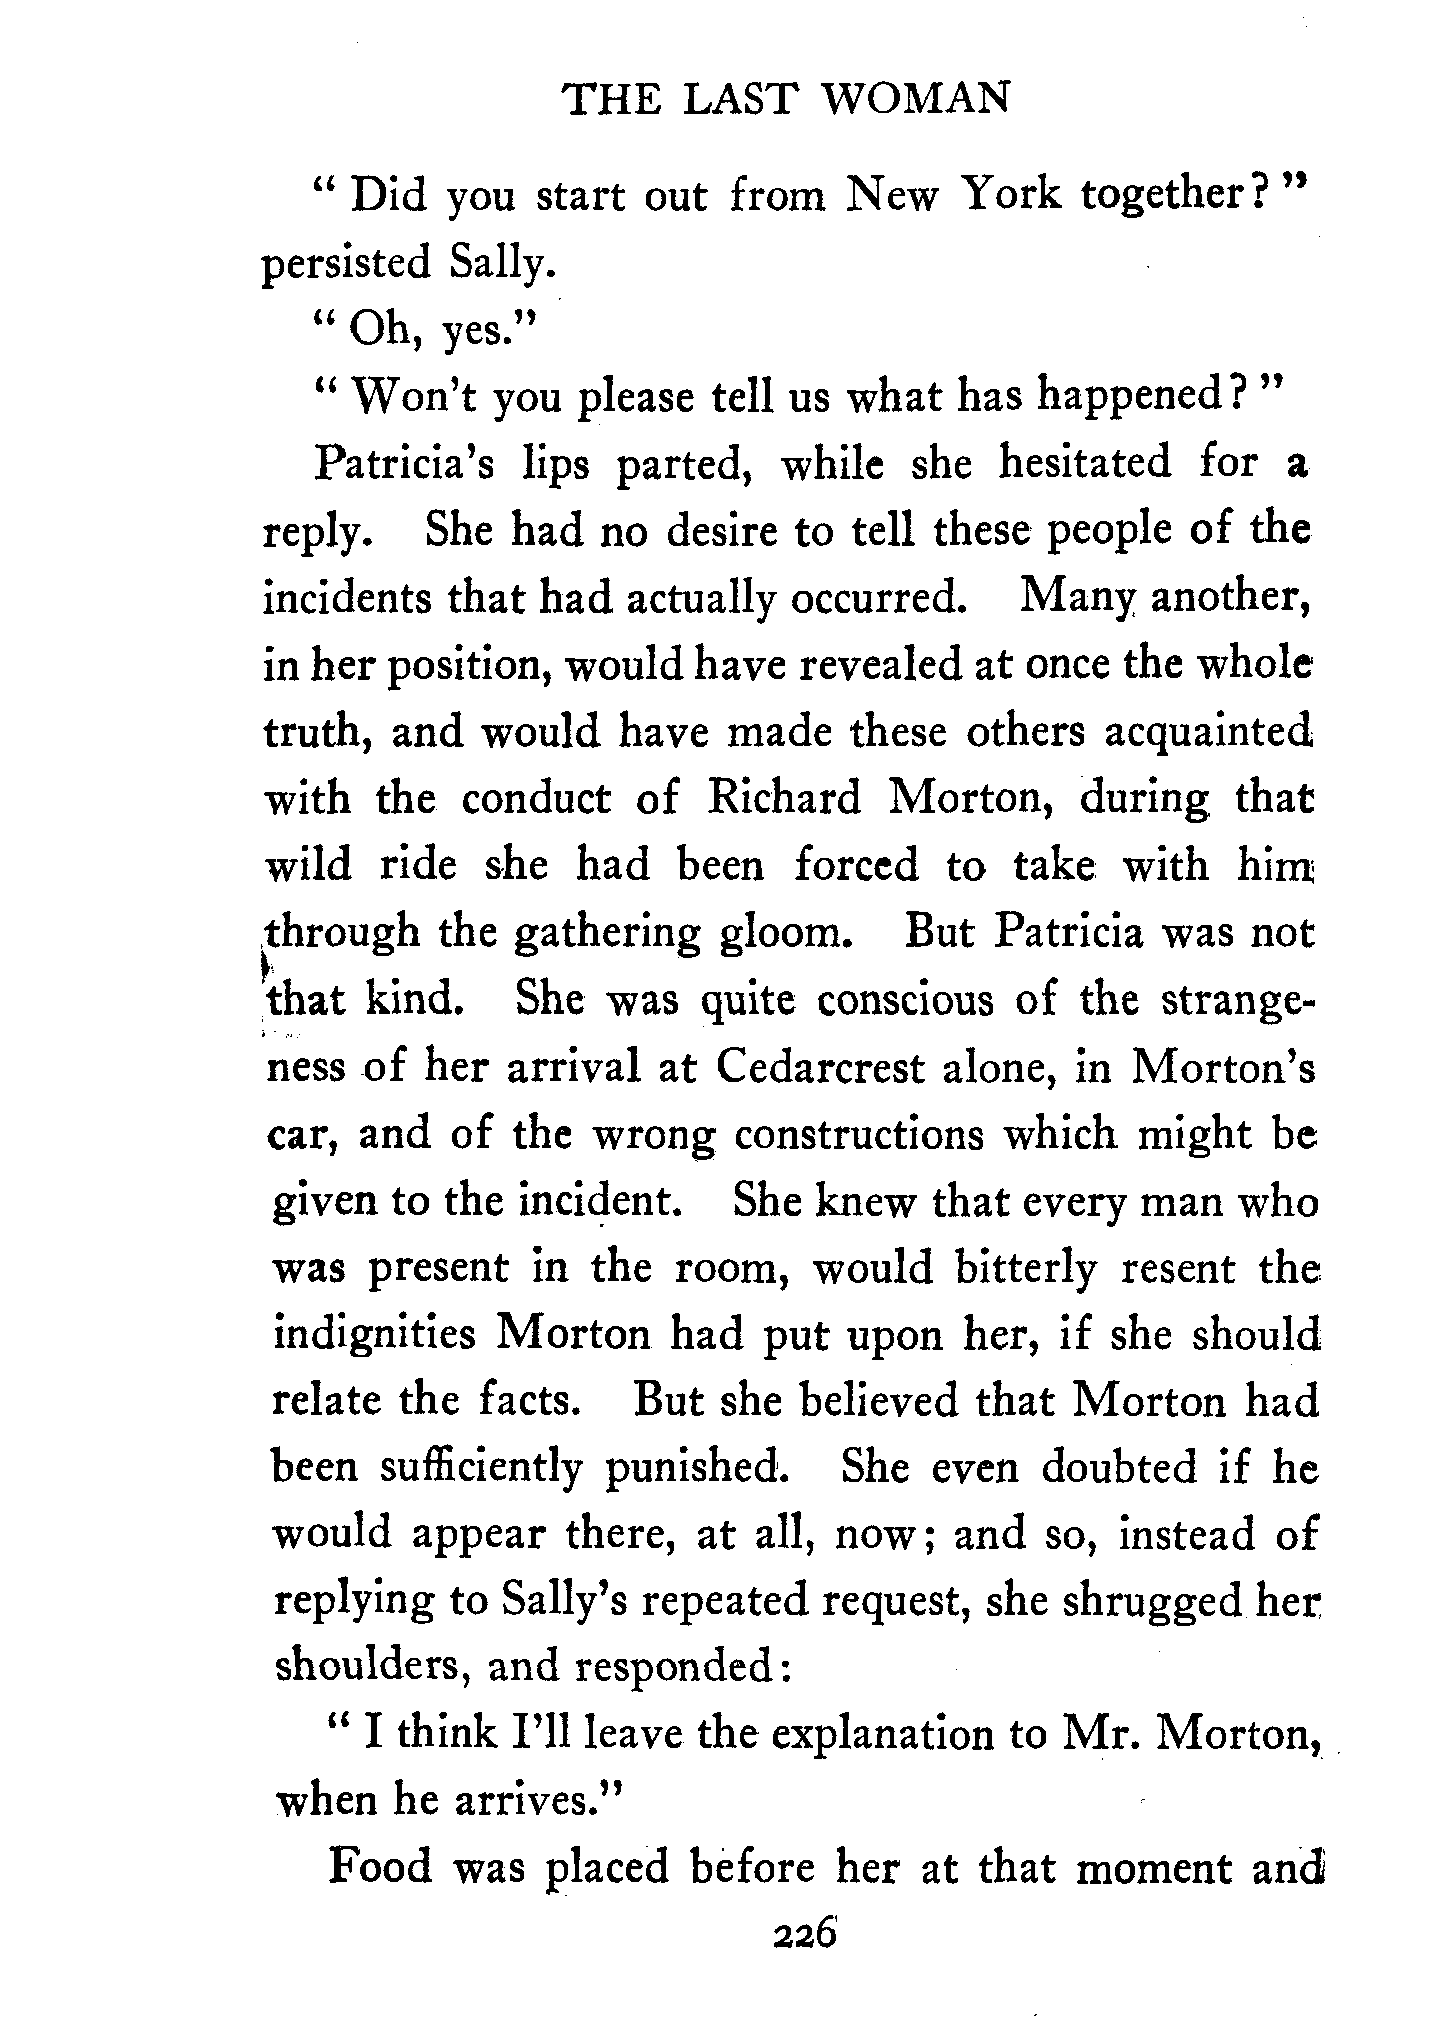 THE LAST WOMAN
“ Did you start out from New York together? ”
persisted Sally.
“ Oh, yes.”
“ Won’t you please tell us what has happened? ”
Patricia’s lips parted, while she hesitated for a
reply. She had no desire to tell these people of the
incidents that had actually occurred. Many another,
in her position, would have revealed at once the whole
truth, and would have made these others acquainted
with the conduct of Richard Morton, during that
wild ride she had been forced to take with him
through the gathering gloom. But Patricia was not
that kind. She was quite conscious of the strange-
ness of her arrival at Cedarcrest alone, in Morton’s
car, and of the wrong constructions which might be
given to the incident. She knew that every man who
was present in the room, would bitterly resent the
indignities Morton had put upon her, if she should
relate the facts. But she believed that Morton had
been sufficiently punished. She even doubted if he
would appear there, at all, now; and so, instead of
replying to Sally’s repeated request, she shrugged her
shoulders, and responded:
“ I think I’ll leave the explanation to Mr. Morton,
when he arrives.”
Food was placed before her at that moment and
226